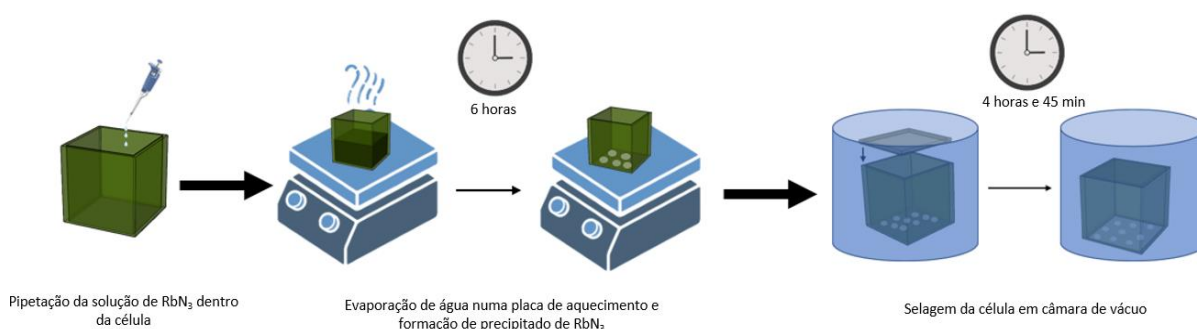 6 horas
4 horas e 45 min
Pipetação da solução de RbN₃ dentro
da célula
Evaporação de água numa placa de aquecimento e
formação de precipitado de RbN₃
Selagem da célula em câmara de vácuo